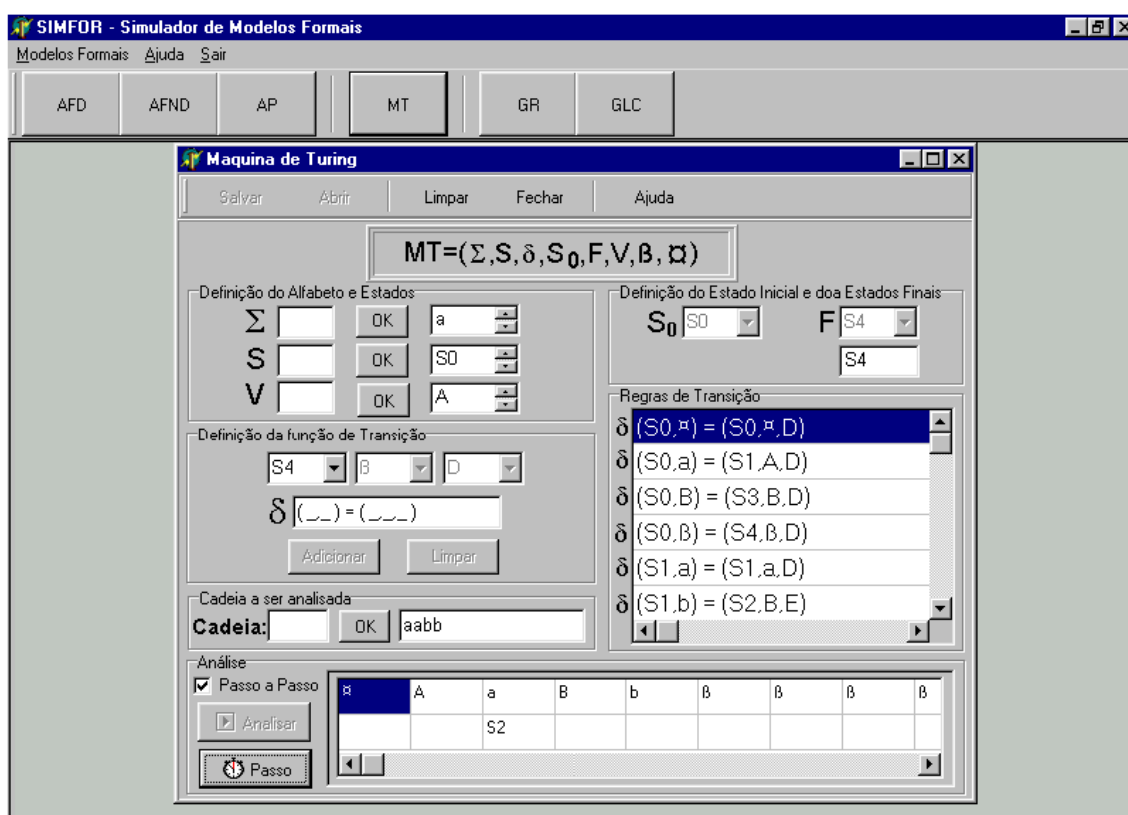 SIMFOR - Simulador de Modelos Formais
Modelos Formais Ajuda Sair
AFD AFND AP MT GR GLC
Maquina de Turing
Salvar Abrir Limpar Fechar Ajuda
MT=(Σ,S,δ,S0,F,V,ß,¤)
Definição do Alfabeto e Estados
Σ OK a
S OK S0
V OK A
Definição do Estado Inicial e doa Estados Finais
S0 S0 F S4
S4
Definição da função de Transição
S4 ß D
δ (_,_) = (_,_,_)
Adicionar Limpar
Regras de Transição
δ (S0,¤) = (S0,¤,D)
δ (S0,a) = (S1,A,D)
δ (S0,B) = (S3,B,D)
δ (S0,ß) = (S4,ß,D)
δ (S1,a) = (S1,a,D)
δ (S1,b) = (S2,B,E)
Cadeia a ser analisada
Cadeia: OK aabb
Análise
Passo a Passo
Analisar
Passo
¤ A a B b ß ß ß ß
S2